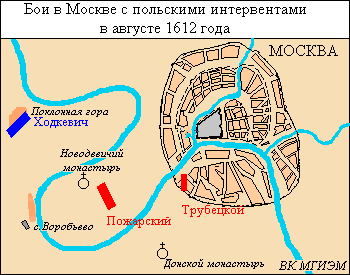 Бои в Москве с польскими интервентами
в августе 1612 года
МОСКВА
Поклонная гора
Ходкевич
Новодевичий
монастырь
Пожарский
Трубецкой
с. Воробьево
Донской монастырь
ВК МГИЭМ